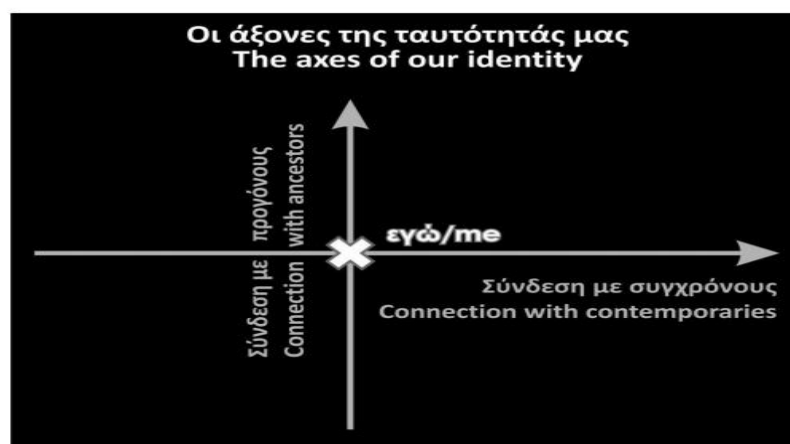 Οι άξονες της ταυτότητάς μας
The axes of our identity
Σύνδεση με προγόνους
Connection with ancestors
εγώ/me
Σύνδεση με συγχρόνους
Connection with contemporaries